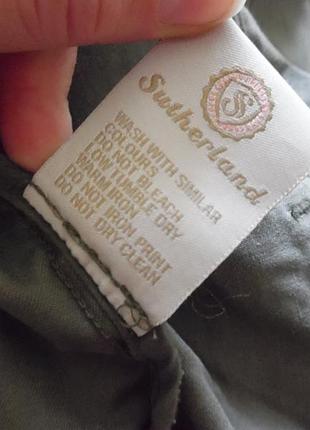 S
Sutherland
WASH WITH SIMILAR
COLOURS
DO NOT BLEACH
LOW TUMBLE DRY
WARM IRON
DO NOT IRON PRINT
DO NOT DRY CLEAN